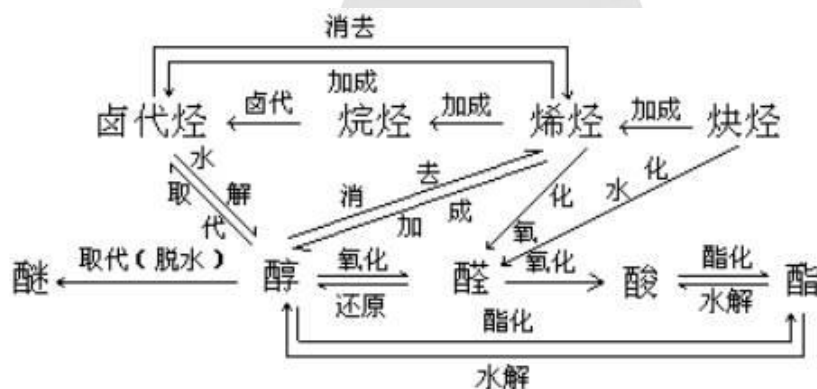 消去
加成
卤代烃 卤代 烷烃 加成 烯烃 加成 炔烃
水解 取代 消去 加成 氧化 水化
醚 取代(脱水) 醇 氧化 还原 醛 氧化 酸 酯化 水解 酯
酯化
水解